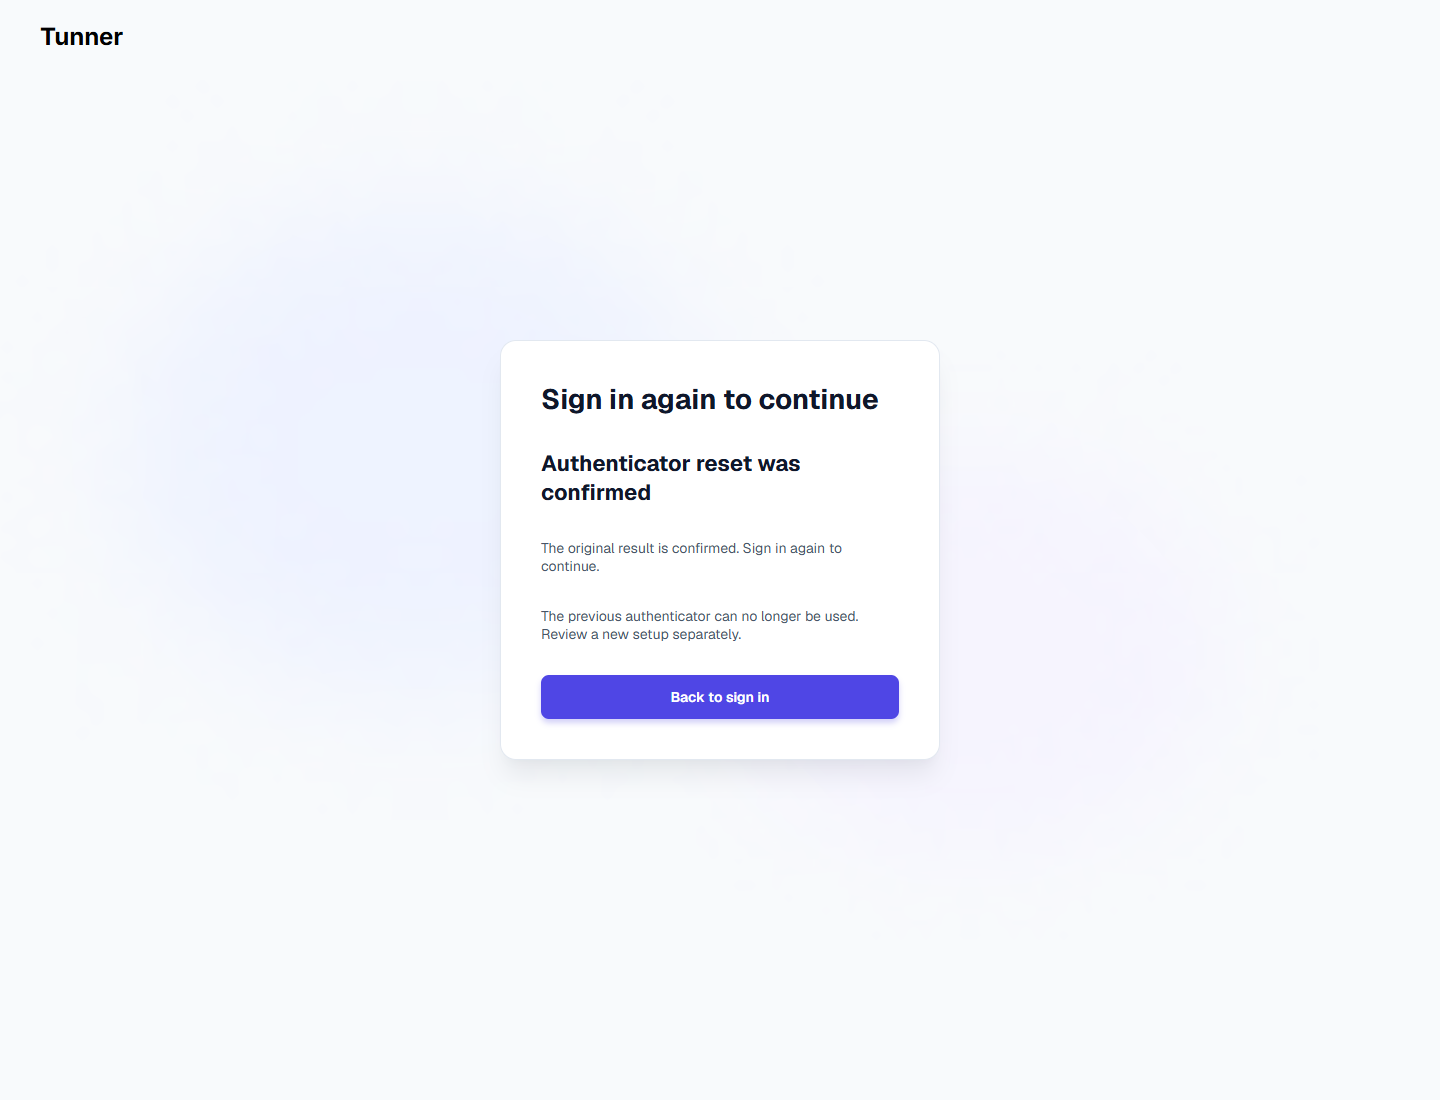 Tunner
Sign in again to continue
Authenticator reset was
confirmed
The original result is confirmed. Sign in again to
continue.
The previous authenticator can no longer be used.
Review a new setup separately.
Back to sign in